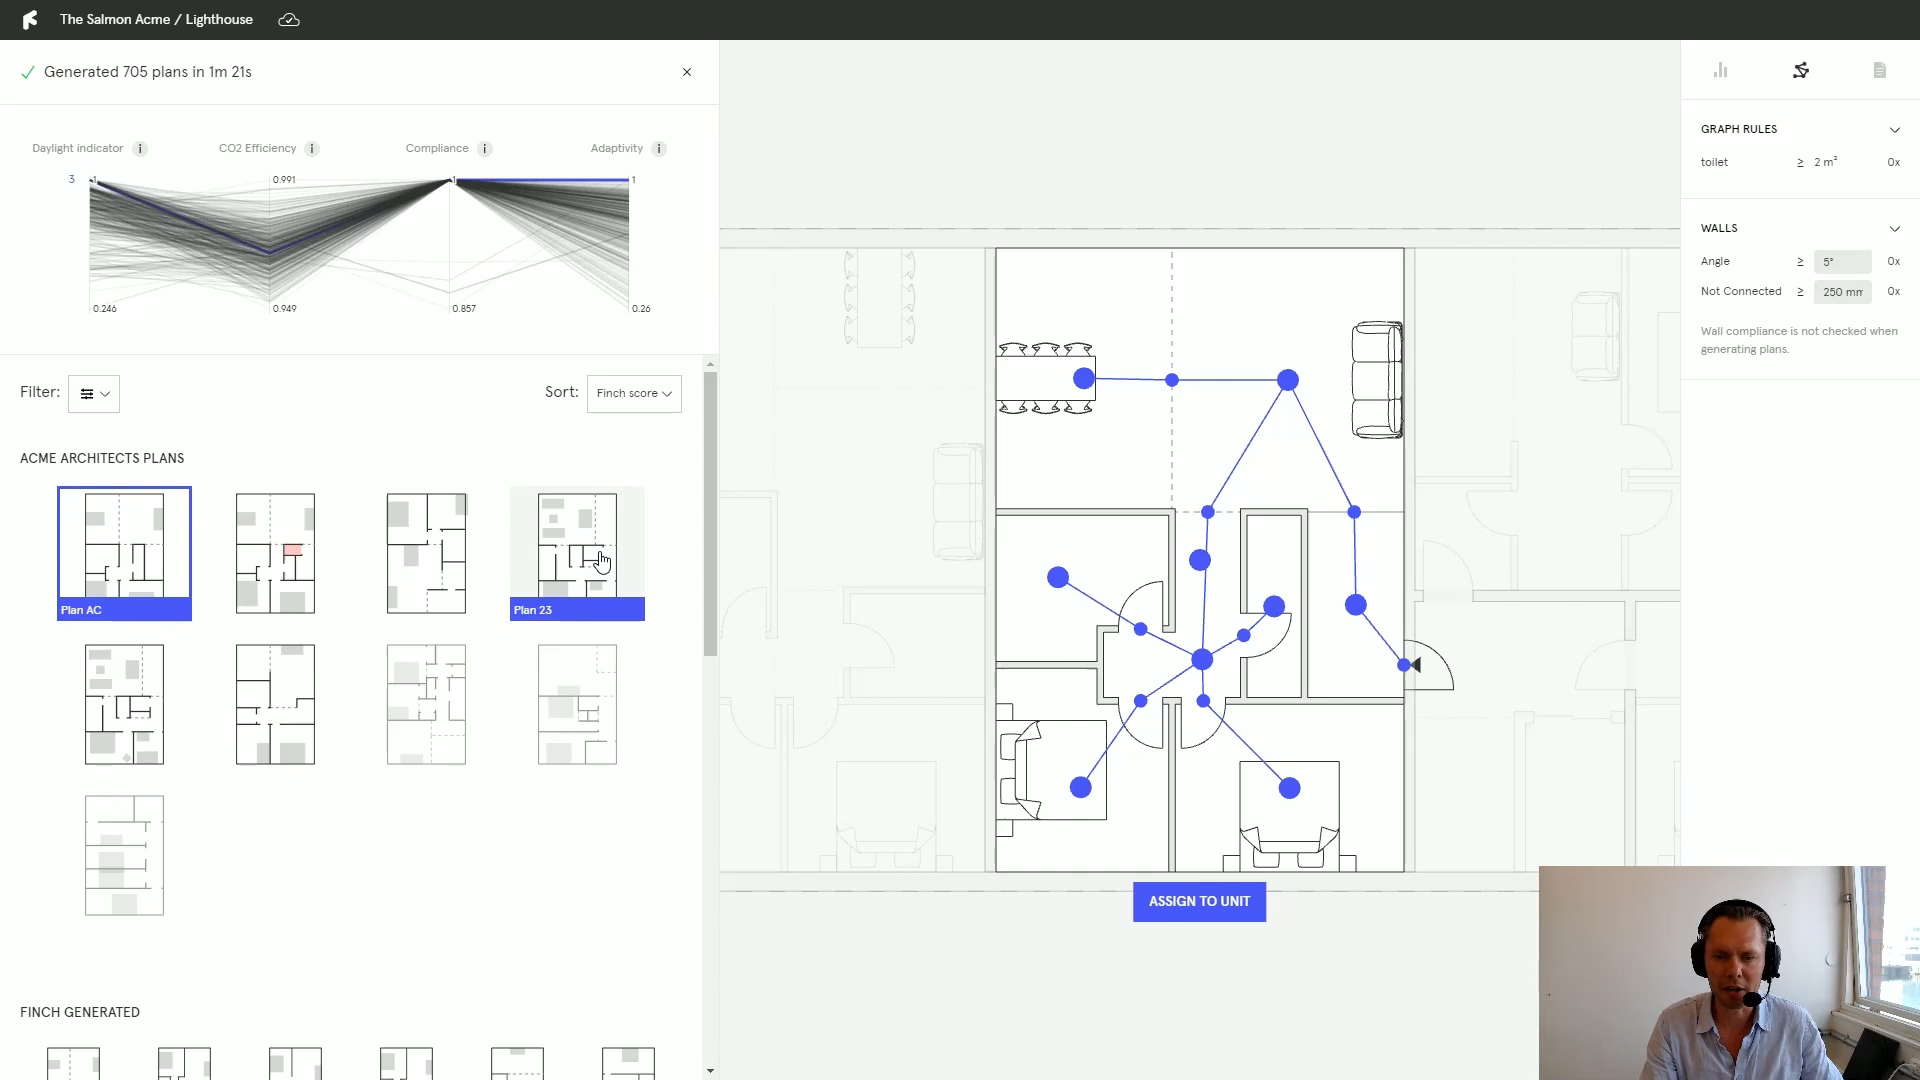 The Salmon Acme / Lighthouse
Generated 705 plans in 1m 21s
Daylight indicator i
CO2 Efficiency i
Compliance i
Adaptivity i
3
1
0.991
1
1
0.246
0.949
0.857
0.26
Filter:
Sort: Finch score
ACME ARCHITECTS PLANS
Plan AC
Plan 23
FINCH GENERATED
ASSIGN TO UNIT
GRAPH RULES
toilet ≥ 2 m² 0x
WALLS
Angle ≥ 5° 0x
Not Connected ≥ 250 mm 0x
Wall compliance is not checked when
generating plans.